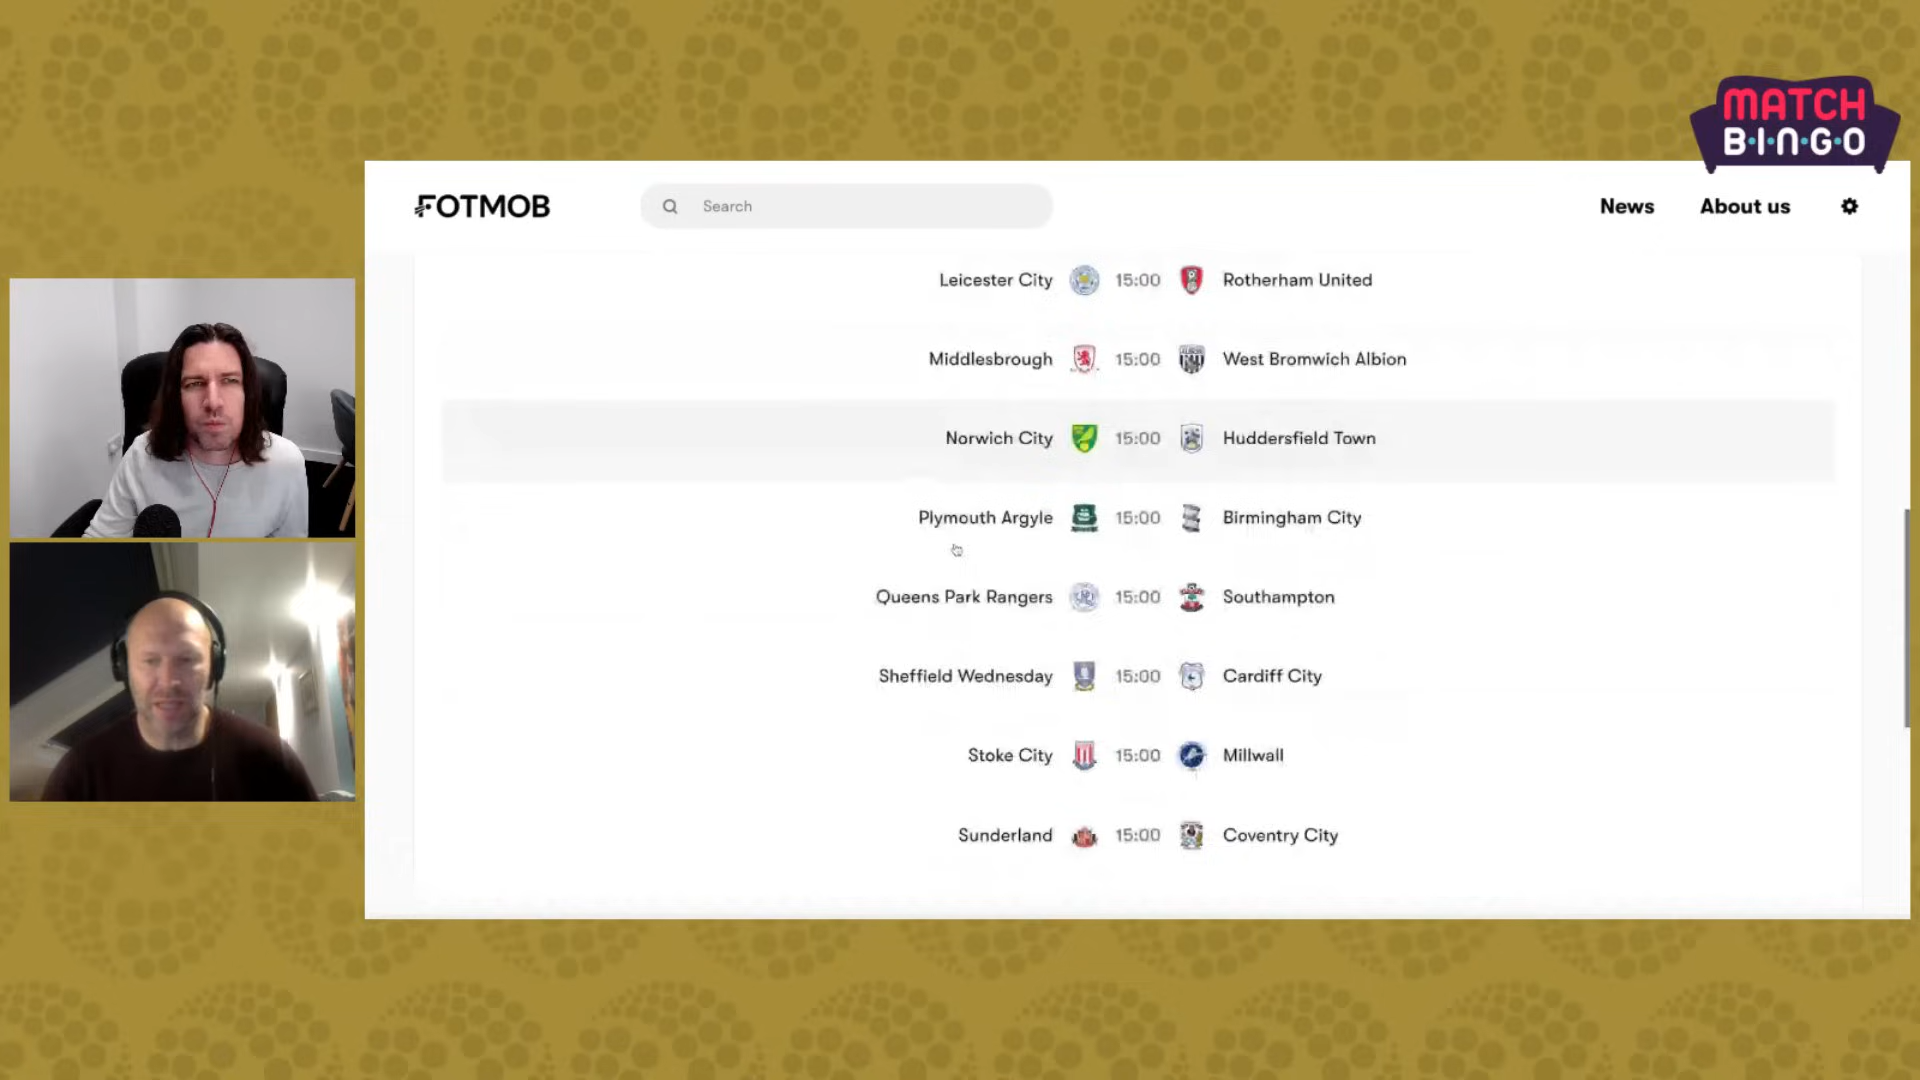 MATCH
B·I·N·G·O
FOTMOB
Search
News
About us
Leicester City 15:00 Rotherham United
Middlesbrough 15:00 West Bromwich Albion
Norwich City 15:00 Huddersfield Town
Plymouth Argyle 15:00 Birmingham City
Queens Park Rangers 15:00 Southampton
Sheffield Wednesday 15:00 Cardiff City
Stoke City 15:00 Millwall
Sunderland 15:00 Coventry City